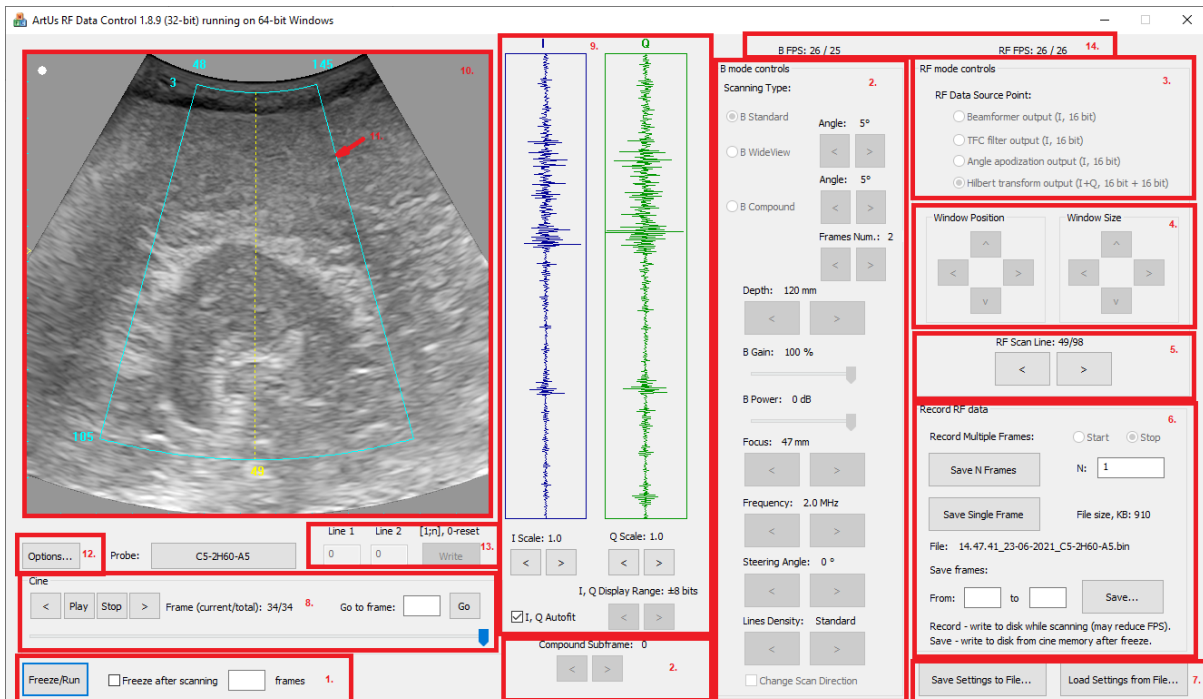 ArtUs RF Data Control 1.8.9 (32-bit) running on 64-bit Windows
10.
48
145
3
11.
105
49
I
9.
Q
B FPS: 26 / 25
RF FPS: 26 / 26
14.
B mode controls
2.
Scanning Type:
B Standard
Angle: 5°
B WideView
< >
Angle: 5°
B Compound
< >
Frames Num.: 2
< >
Depth: 120 mm
< >
B Gain: 100 %
B Power: 0 dB
Focus: 47 mm
< >
Frequency: 2.0 MHz
< >
Steering Angle: 0 °
< >
Lines Density: Standard
< >
Change Scan Direction
RF mode controls
3.
RF Data Source Point:
Beamformer output (I, 16 bit)
TFC filter output (I, 16 bit)
Angle apodization output (I, 16 bit)
Hilbert transform output (I+Q, 16 bit + 16 bit)
Window Position
Window Size
4.
^ ^
< > < >
v v
RF Scan Line: 49/98
5.
< >
Record RF data
6.
Record Multiple Frames:
Start
Stop
Save N Frames
N: 1
Save Single Frame
File size, KB: 910
File: 14.47.41_23-06-2021_C5-2H60-A5.bin
Save frames:
From:
to
Save...
Record - write to disk while scanning (may reduce FPS).
Save - write to disk from cine memory after freeze.
Save Settings to File...
Load Settings from File...
7.
Options...
12.
Probe:
C5-2H60-A5
Line 1
Line 2
[1;n], 0-reset
0
0
Write
13.
I Scale: 1.0
Q Scale: 1.0
< >
< >
I, Q Display Range: ±8 bits
I, Q Autofit
< >
Compound Subframe: 0
< >
2.
Cine
< Play Stop >
Frame (current/total): 34/34
8.
Go to frame:
Go
Freeze/Run
Freeze after scanning
frames
1.